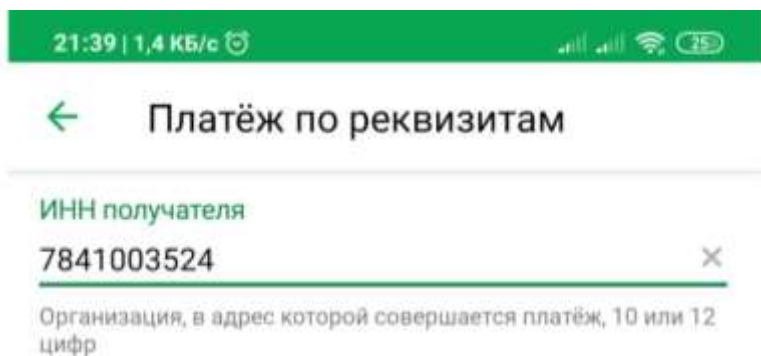 21:39 | 1,4 КБ/с
25
Платёж по реквизитам
ИНН получателя
7841003524
Организация, в адрес которой совершается платёж, 10 или 12
цифр